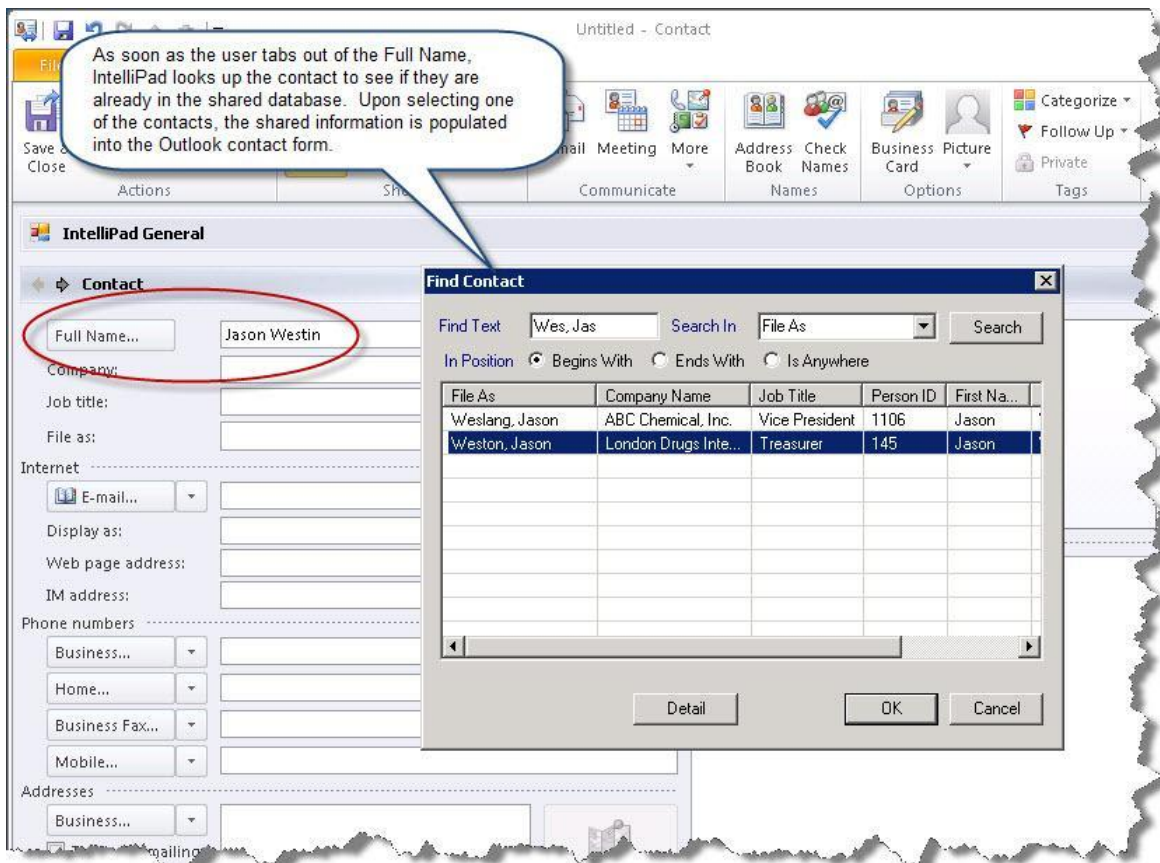 Untitled - Contact
As soon as the user tabs out of the Full Name,
IntelliPad looks up the contact to see if they are
already in the shared database. Upon selecting one
of the contacts, the shared information is populated
into the Outlook contact form.
Save &
Close
Meeting
More
Address
Book
Check
Names
Business
Card
Picture
Categorize
Follow Up
Private
Actions
Communicate
Names
Options
Tags
IntelliPad General
Contact
Full Name... Jason Westin
Company:
Job title:
File as:
Internet
E-mail...
Display as:
Web page address:
IM address:
Phone numbers
Business...
Home...
Business Fax...
Mobile...
Addresses
Business...
mailing
Find Contact
Find Text Wes, Jas Search In File As Search
In Position Begins With Ends With Is Anywhere
File As Company Name Job Title Person ID First Na...
Weslang, Jason ABC Chemical, Inc. Vice President 1106 Jason
Weston, Jason London Drugs Inte... Treasurer 145 Jason
Detail OK Cancel